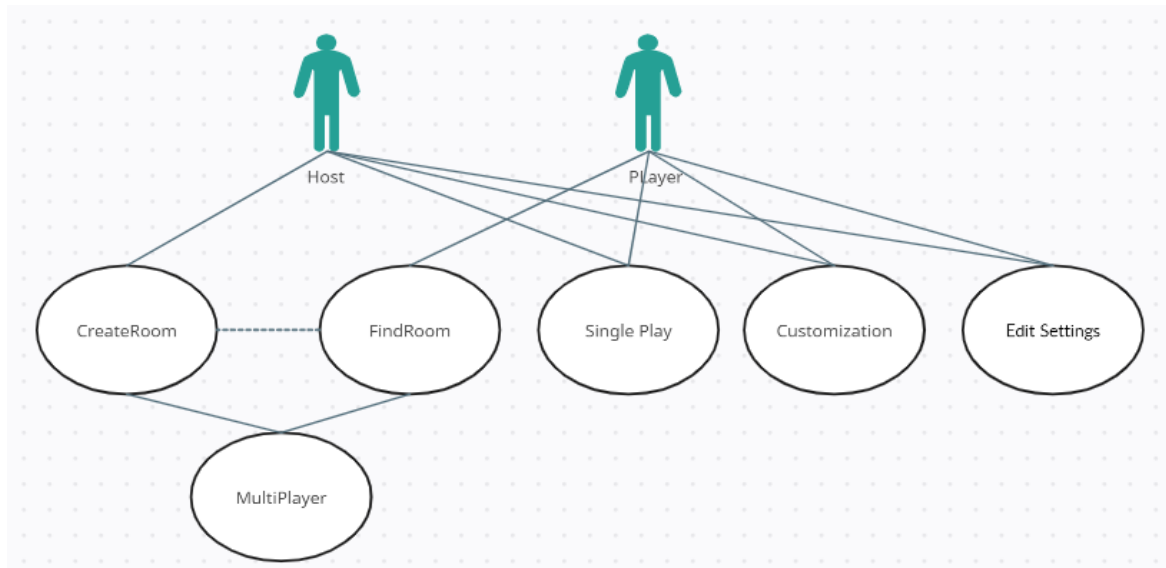 Host
PLayer
CreateRoom
FindRoom
Single Play
Customization
Edit Settings
MultiPlayer